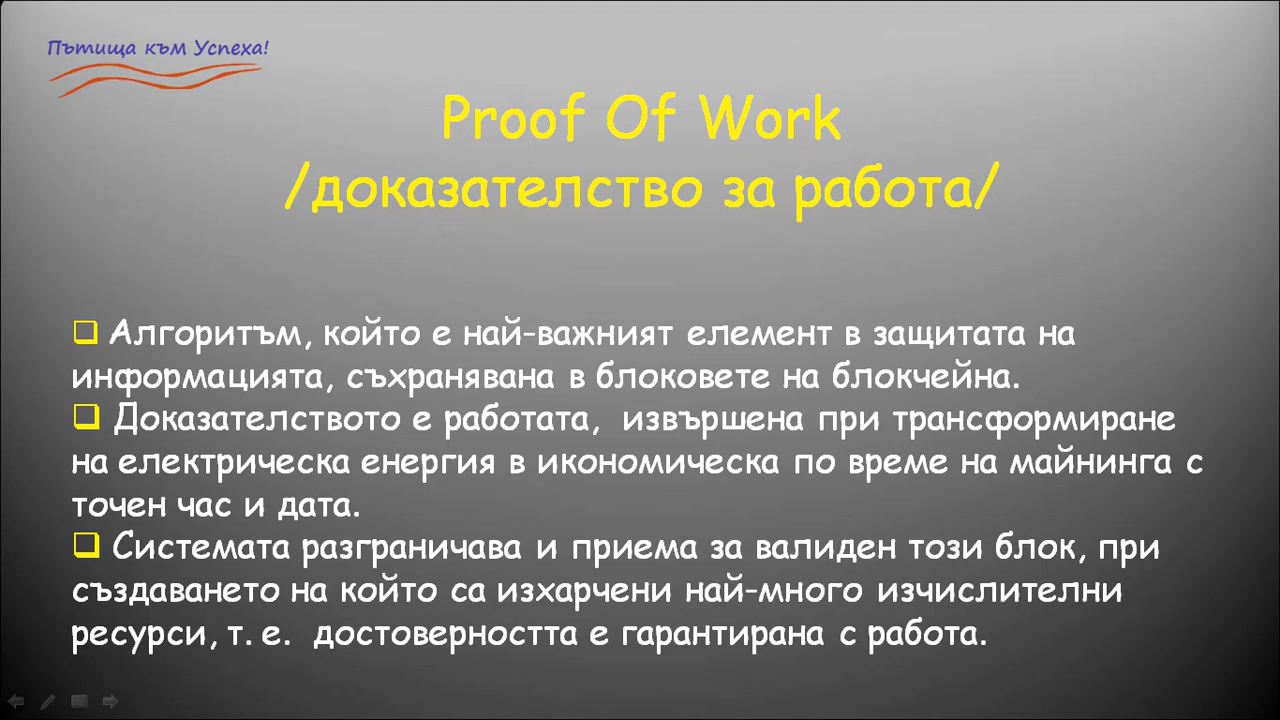 Пътища към Успеха!
Proof Of Work
/доказателство за работа/
Алгоритъм, който е най-важният елемент в защитата на
информацията, съхранявана в блоковете на блокчейна.
Доказателството е работата,  извършена при трансформиране
на електрическа енергия в икономическа по време на майнинга с
точен час и дата.
Системата разграничава и приема за валиден този блок, при
създаването на който са изхарчени най-много изчислителни
ресурси, т. е.  достоверността е гарантирана с работа.